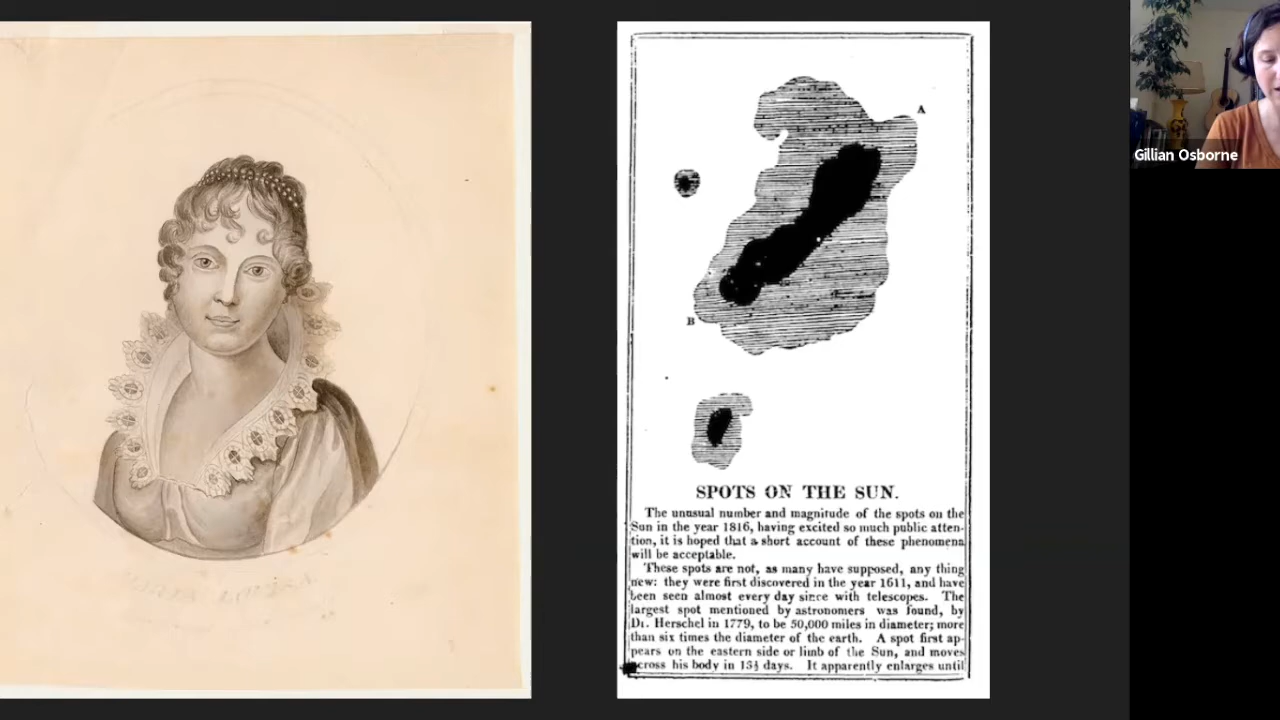 A
B
SPOTS ON THE SUN.
The unusual number and magnitude of the spots on the
Sun in the year 1816, having excited so much public atten-
tion, it is hoped that a short account of these phenomena
will be acceptable.
These spots are not, as many have supposed, any thing
new: they were first discovered in the year 1611, and have
been seen almost every day since with telescopes. The
largest spot mentioned by astronomers was found, by
Dr. Herschel in 1779, to be 50,000 miles in diameter; more
than six times the diameter of the earth. A spot first ap-
pears on the eastern side or limb of the Sun, and moves
across his body in 13½ days. It apparently enlarges until
Gillian Osborne